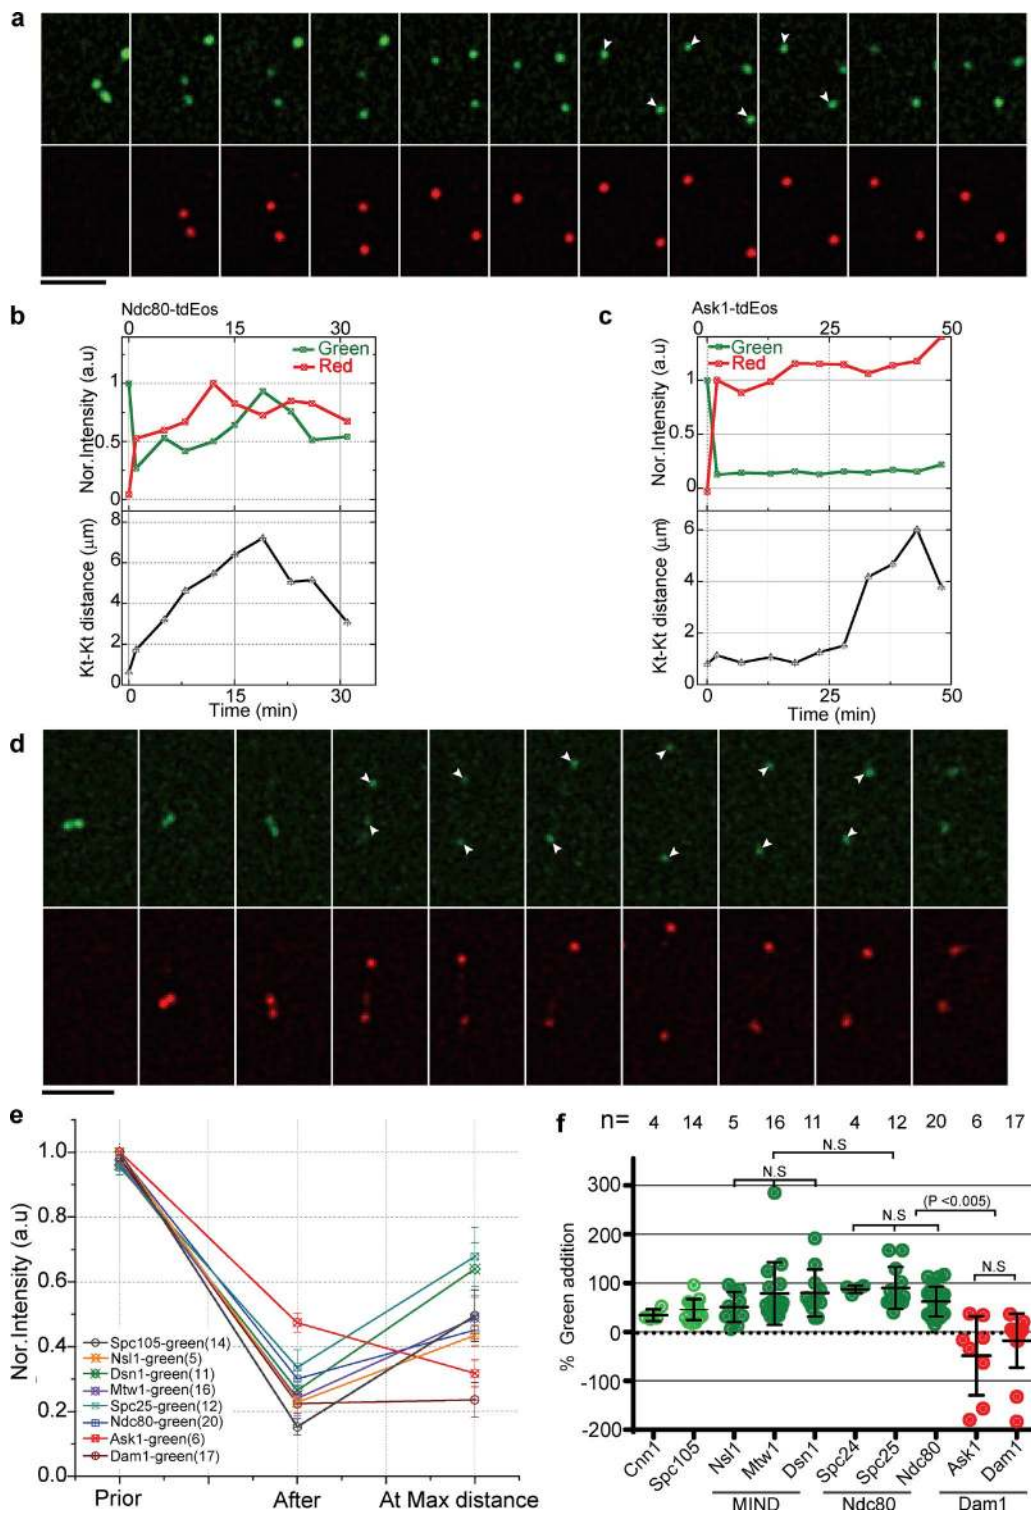 a
b
Ndc80-tdEos
0 15 30
Green
Red
Nor.Intensity (a.u)
1
0.5
0
Kt-Kt distance (μm)
8
6
4
2
0
0 15 30
Time (min)
c
Ask1-tdEos
0 25 50
Green
Red
Nor.Intensity (a.u)
1
0.5
0
Kt-Kt distance (μm)
6
4
2
0
0 25 50
Time (min)
d
e
Nor.Intensity (a.u)
1.0
0.8
0.6
0.4
0.2
0.0
Spc105-green(14)
Nsl1-green(5)
Dsn1-green(11)
Mtw1-green(16)
Spc25-green(12)
Ndc80-green(20)
Ask1-green(6)
Dam1-green(17)
Prior After At Max distance
f
n= 4 14 5 16 11 4 12 20 6 17
N.S
N.S
(P <0.005)
N.S
N.S
% Green addition
300
200
100
0
-100
-200
Cnn1 Spc105 Nsl1 Mtw1 Dsn1 Spc24 Spc25 Ndc80 Ask1 Dam1
MIND Ndc80 Dam1